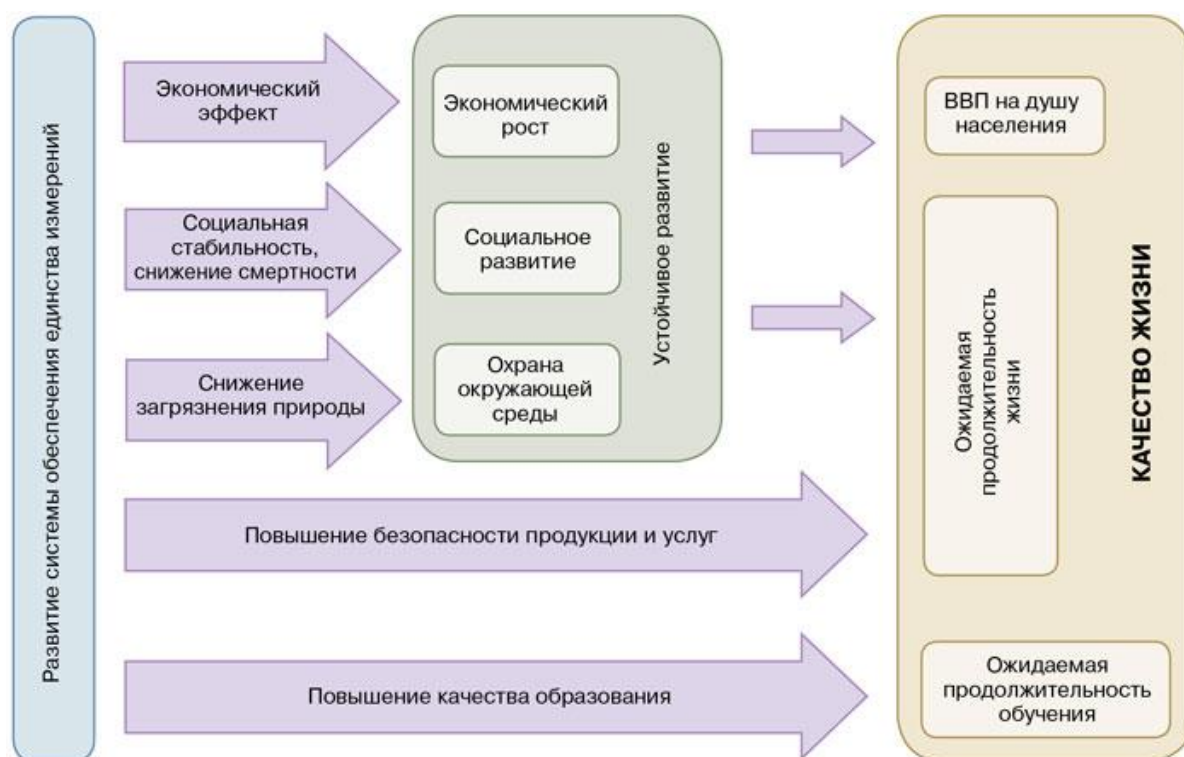 Развитие системы обеспечения единства измерений
Экономический
эффект
Социальная
стабильность,
снижение смертности
Снижение
загрязнения природы
Экономический
рост
Социальное
развитие
Охрана
окружающей
среды
Устойчивое развитие
Повышение безопасности продукции и услуг
Повышение качества образования
ВВП на душу
населения
Ожидаемая
продолжительность
жизни
Ожидаемая
продолжительность
обучения
КАЧЕСТВО ЖИЗНИ